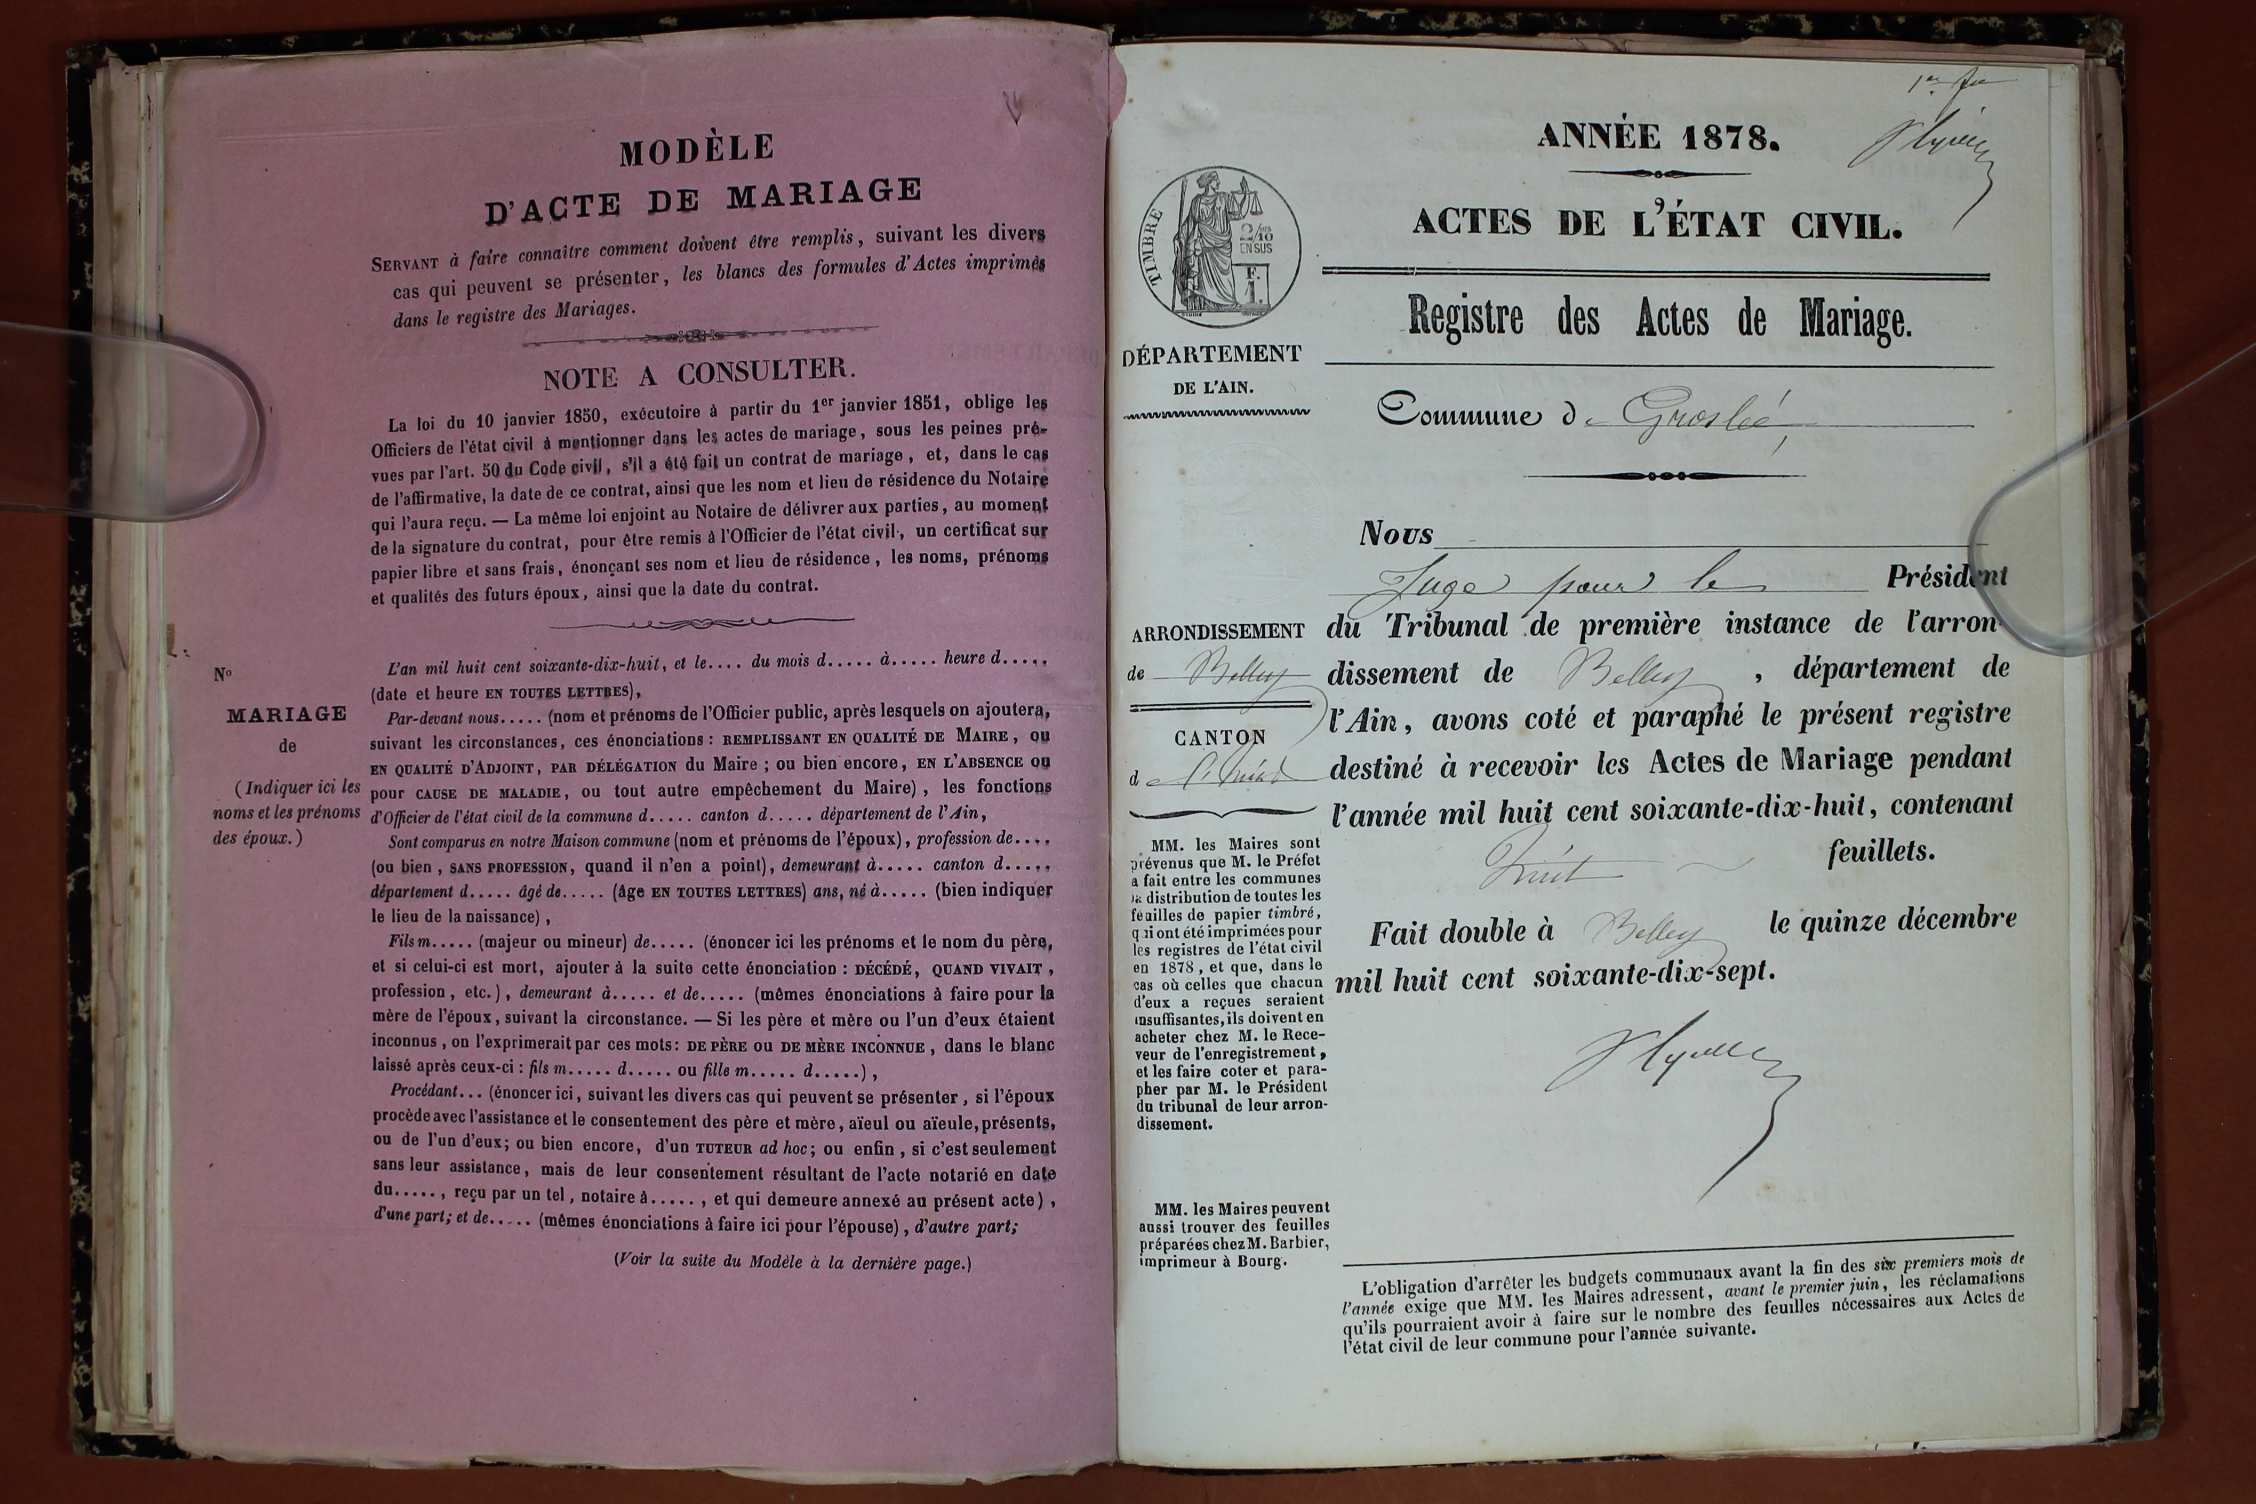 MODÈLE
D'ACTE DE MARIAGE
SERVANT à faire connaître comment doivent être remplis, suivant les divers
cas qui peuvent se présenter, les blancs des formules d'Actes imprimés
dans le registre des Mariages.
NOTE A CONSULTER.
La loi du 10 janvier 1850, exécutoire à partir du 1er janvier 1851, oblige les
Officiers de l'état civil à mentionner dans les actes de mariage, sous les peines pré-
vues par l'art. 50 du Code civil, s'il a été fait un contrat de mariage, et, dans le cas
de l'affirmative, la date de ce contrat, ainsi que les nom et lieu de résidence du Notaire
qui l'aura reçu. — La même loi enjoint au Notaire de délivrer aux parties, au moment
de la signature du contrat, pour être remis à l'Officier de l'état civil, un certificat sur
papier libre et sans frais, énonçant ses nom et lieu de résidence, les noms, prénoms
et qualités des futurs époux, ainsi que la date du contrat.
No
MARIAGE
de
(Indiquer ici les
noms et les prénoms
des époux.)
L'an mil huit cent soixante-dix-huit, et le.... du mois d..... à..... heure d.....
(date et heure EN TOUTES LETTRES),
Par-devant nous..... (nom et prénoms de l'Officier public, après lesquels on ajoutera,
suivant les circonstances, ces énonciations : REMPLISSANT EN QUALITÉ DE MAIRE, OU
EN QUALITÉ D'ADJOINT, PAR DÉLÉGATION du Maire ; ou bien encore, EN L'ABSENCE OU
pour CAUSE DE MALADIE, ou tout autre empêchement du Maire), les fonctions
d'Officier de l'état civil de la commune d..... canton d..... département de l'Ain,
Sont comparus en notre Maison commune (nom et prénoms de l'époux), profession de....
(ou bien, SANS PROFESSION, quand il n'en a point), demeurant à..... canton d.....
département d..... âgé de..... (âge EN TOUTES LETTRES) ans, né à..... (bien indiquer
le lieu de la naissance),
Fils m..... (majeur ou mineur) de..... (énoncer ici les prénoms et le nom du père,
et si celui-ci est mort, ajouter à la suite cette énonciation : DÉCÉDÉ, QUAND VIVAIT,
profession, etc.), demeurant à..... et de..... (mêmes énonciations à faire pour la
mère de l'époux, suivant la circonstance. — Si les père et mère ou l'un d'eux étaient
inconnus, on l'exprimerait par ces mots : DE PÈRE OU DE MÈRE INCONNUE, dans le blanc
laissé après ceux-ci : fils m..... d..... ou fille m..... d.....),
Procédant... (énoncer ici, suivant les divers cas qui peuvent se présenter, si l'époux
procède avec l'assistance et le consentement des père et mère, aïeul ou aïeule, présents,
ou de l'un d'eux; ou bien encore, d'un TUTEUR ad hoc; ou enfin, si c'est seulement
sans leur assistance, mais de leur consentement résultant de l'acte notarié en date
du....., reçu par un tel, notaire à....., et qui demeure annexé au présent acte),
d'une part; et de..... (mêmes énonciations à faire ici pour l'épouse), d'autre part;
(Voir la suite du Modèle à la dernière page.)
ANNÉE 1878.
ACTES DE L'ÉTAT CIVIL.
Registre des Actes de Mariage.
TIMBRE
2/10
EN SUS
F.
1.
DÉPARTEMENT
DE L'AIN.
Commune de Groslée
ARRONDISSEMENT
de Belley
CANTON
d
MM. les Maires sont
prévenus que M. le Préfet
a fait entre les communes
la distribution de toutes les
feuilles de papier timbré,
qui ont été imprimées pour
les registres de l'état civil
en 1878, et que, dans le
cas où celles que chacun
d'eux a reçues seraient
insuffisantes, ils doivent en
acheter chez M. le Rece-
veur de l'enregistrement,
et les faire coter et para-
pher par M. le Président
du tribunal de leur arron-
dissement.
MM. les Maires peuvent
aussi trouver des feuilles
préparées chez M. Barbier,
imprimeur à Bourg.
Nous
Juge pour le Président
du Tribunal de première instance de l'arron-
dissement de Belley, département de
l'Ain, avons coté et paraphé le présent registre
destiné à recevoir les Actes de Mariage pendant
l'année mil huit cent soixante-dix-huit, contenant
huit feuillets.
Fait double à Belley le quinze décembre
mil huit cent soixante-dix-sept.
L'obligation d'arrêter les budgets communaux avant la fin des six premiers mois de
l'année exige que MM. les Maires adressent, avant le premier juin, les réclamations
qu'ils pourraient avoir à faire sur le nombre des feuilles nécessaires aux Actes de
l'état civil de leur commune pour l'année suivante.